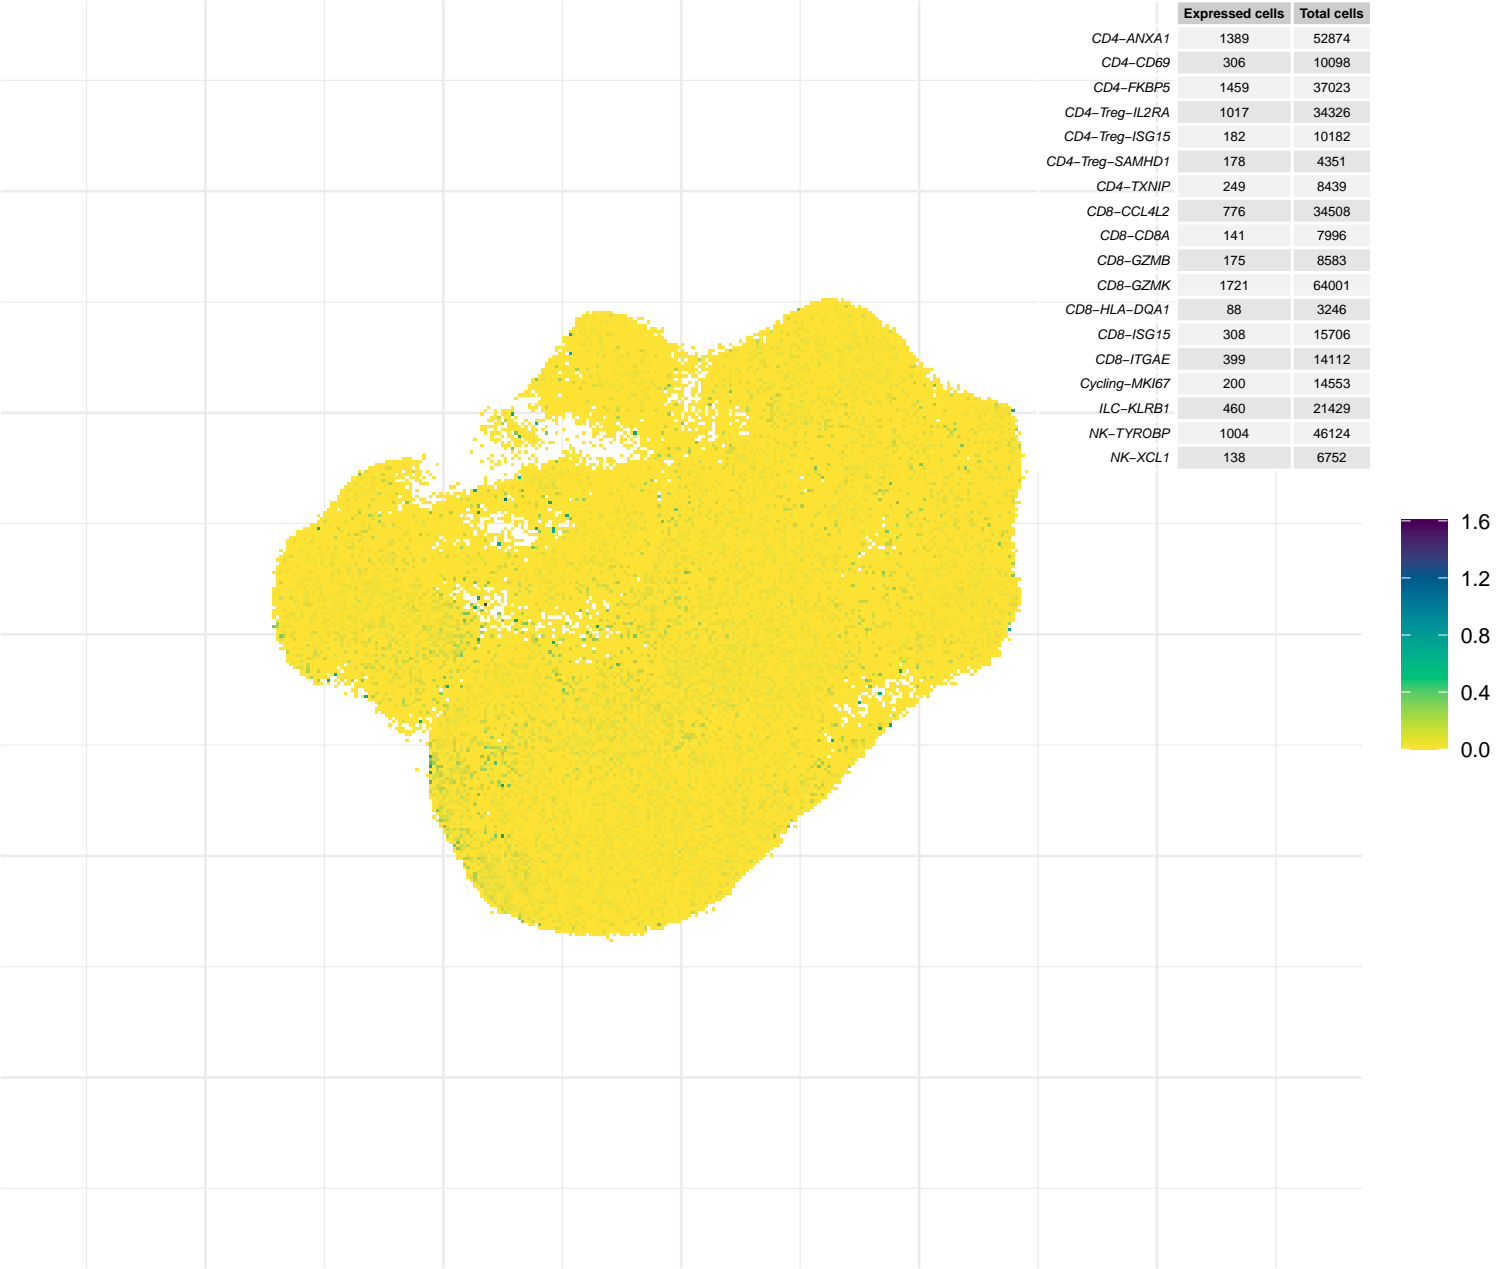 Expressed cells Total cells
CD4−ANXA1 1389 52874
CD4−CD69 306 10098
CD4−FKBP5 1459 37023
CD4−Treg−IL2RA 1017 34326
CD4−Treg−ISG15 182 10182
CD4−Treg−SAMHD1 178 4351
CD4−TXNIP 249 8439
CD8−CCL4L2 776 34508
CD8−CD8A 141 7996
CD8−GZMB 175 8583
CD8−GZMK 1721 64001
CD8−HLA−DQA1 88 3246
CD8−ISG15 308 15706
CD8−ITGAE 399 14112
Cycling−MKI67 200 14553
ILC−KLRB1 460 21429
NK−TYROBP 1004 46124
NK−XCL1 138 6752
1.6
1.2
0.8
0.4
0.0